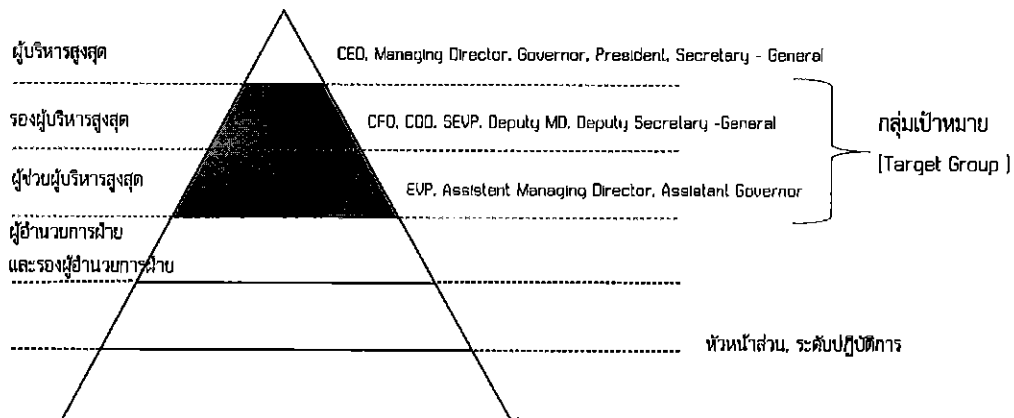 ผู้บริหารสูงสุด
CEO, Managing Director, Governor, President, Secretary - General
รองผู้บริหารสูงสุด
CFO, COO, SEVP, Deputy MD, Deputy Secretary -General
กลุ่มเป้าหมาย
(Target Group )
ผู้ช่วยผู้บริหารสูงสุด
EVP, Assistent Managing Director, Assistant Governor
ผู้อำนวยการฝ่าย
และรองผู้อำนวยการฝ่าย
หัวหน้าส่วน, ระดับปฏิบัติการ